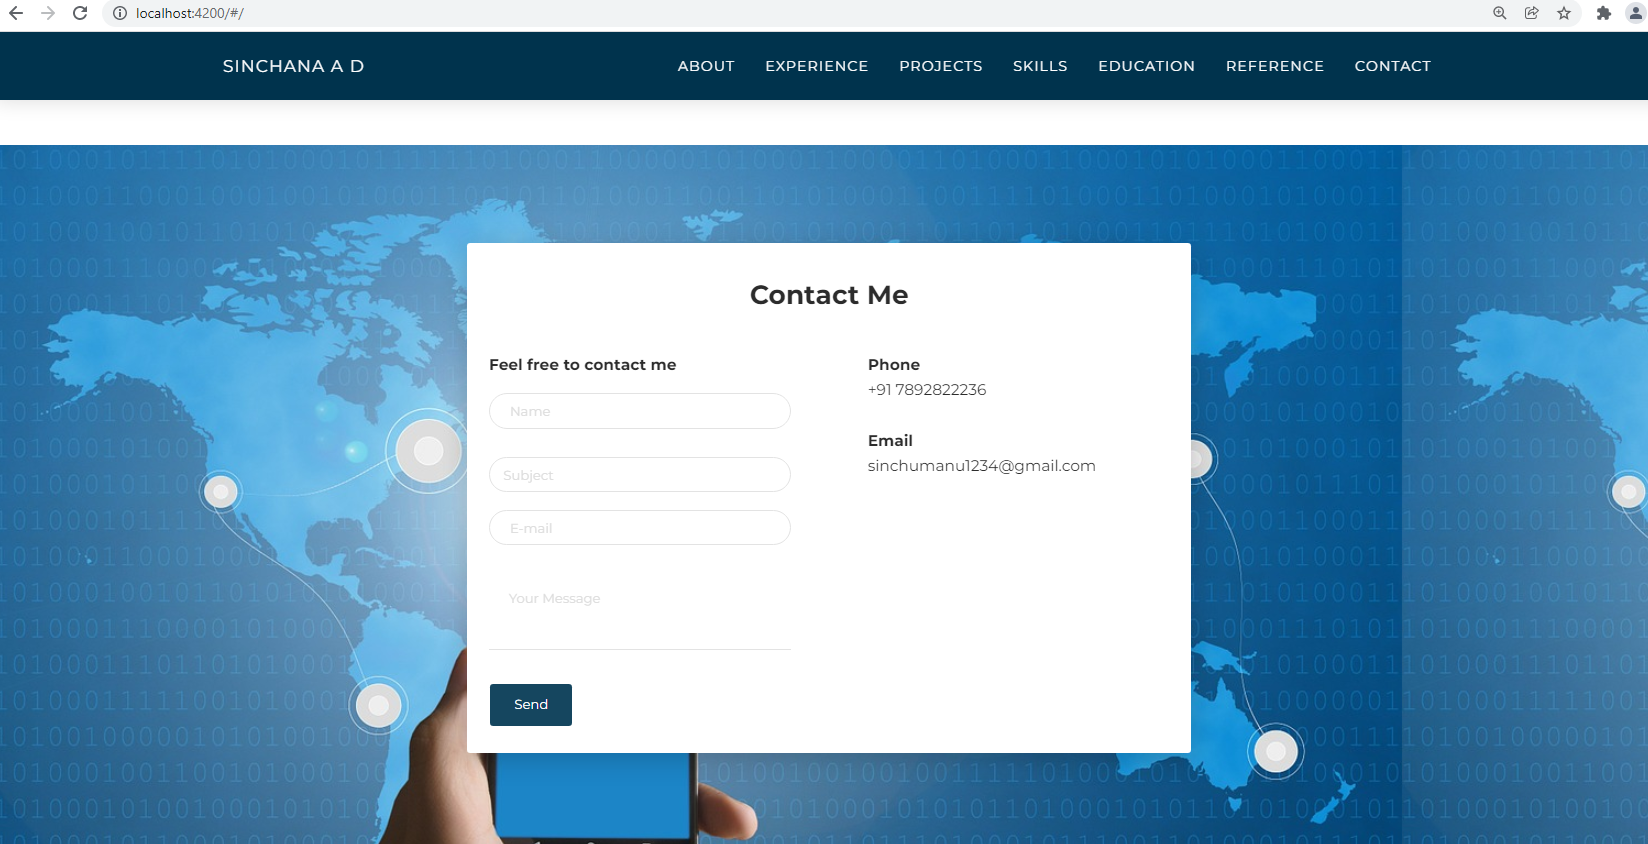 localhost:4200/#/
SINCHANA A D
ABOUT EXPERIENCE PROJECTS SKILLS EDUCATION REFERENCE CONTACT
Contact Me
Feel free to contact me
Name
Subject
E-mail
Your Message
Send
Phone
+91 7892822236
Email
sinchumanu1234@gmail.com